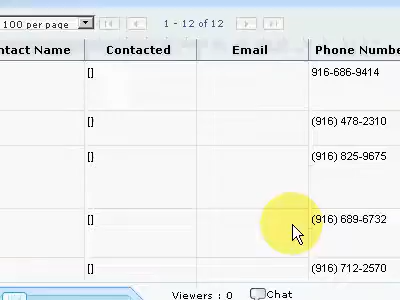 100 per page 1 - 12 of 12
ntact Name Contacted Email Phone Numbe
[] 916-686-9414
[] (916) 478-2310
[] (916) 825-9675
[] (916) 689-6732
[] (916) 712-2570
Viewers : 0 Chat